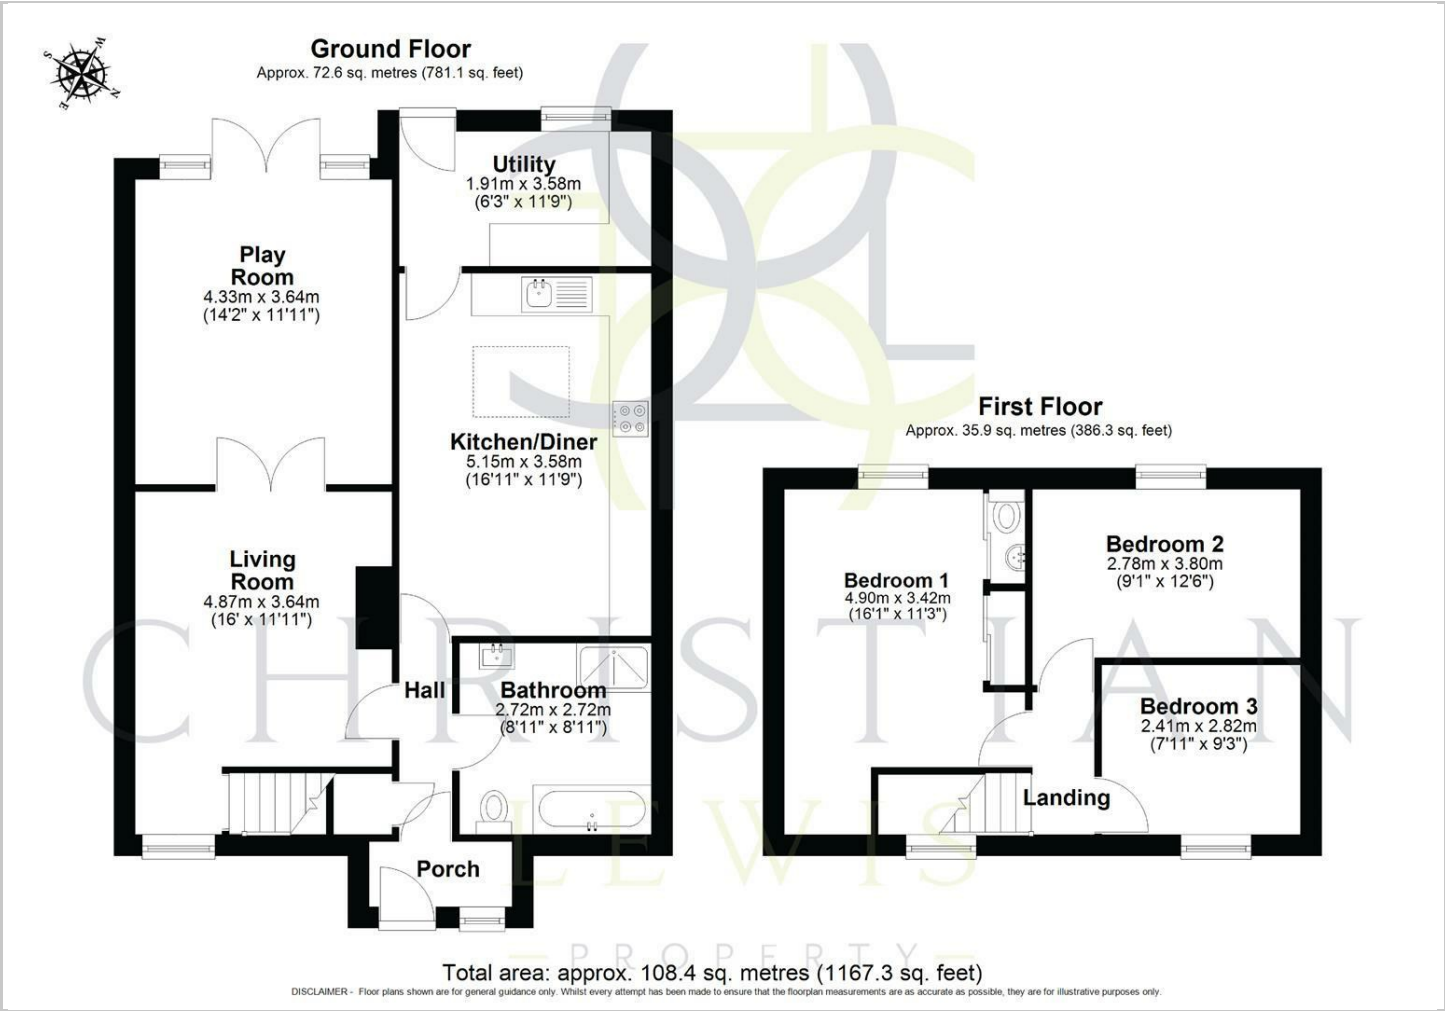 Ground Floor
Approx. 72.6 sq. metres (781.1 sq. feet)
S
W
E
N
Utility
1.91m x 3.58m
(6'3" x 11'9")
Play
Room
4.33m x 3.64m
(14'2" x 11'11")
Kitchen/Diner
5.15m x 3.58m
(16'11" x 11'9")
Living
Room
4.87m x 3.64m
(16' x 11'11")
Hall
Bathroom
2.72m x 2.72m
(8'11" x 8'11")
Porch
First Floor
Approx. 35.9 sq. metres (386.3 sq. feet)
Bedroom 1
4.90m x 3.42m
(16'1" x 11'3")
Bedroom 2
2.78m x 3.80m
(9'1" x 12'6")
Bedroom 3
2.41m x 2.82m
(7'11" x 9'3")
Landing
CHRISTIAN
LEWIS
PROPERTY
Total area: approx. 108.4 sq. metres (1167.3 sq. feet)
DISCLAIMER - Floor plans shown are for general guidance only. Whilst every attempt has been made to ensure that the floorplan measurements are as accurate as possible, they are for illustrative purposes only.